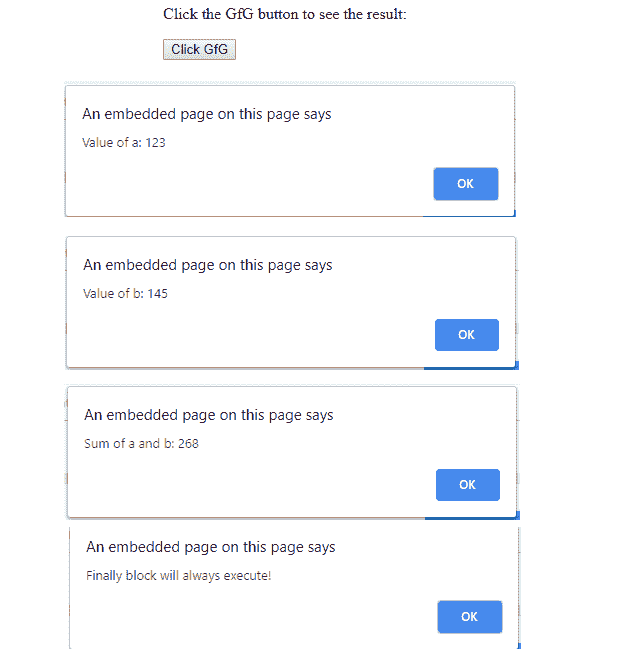 Click the GfG button to see the result:
Click GfG
An embedded page on this page says
Value of a: 123
OK
An embedded page on this page says
Value of b: 145
OK
An embedded page on this page says
Sum of a and b: 268
OK
An embedded page on this page says
Finally block will always execute!
OK